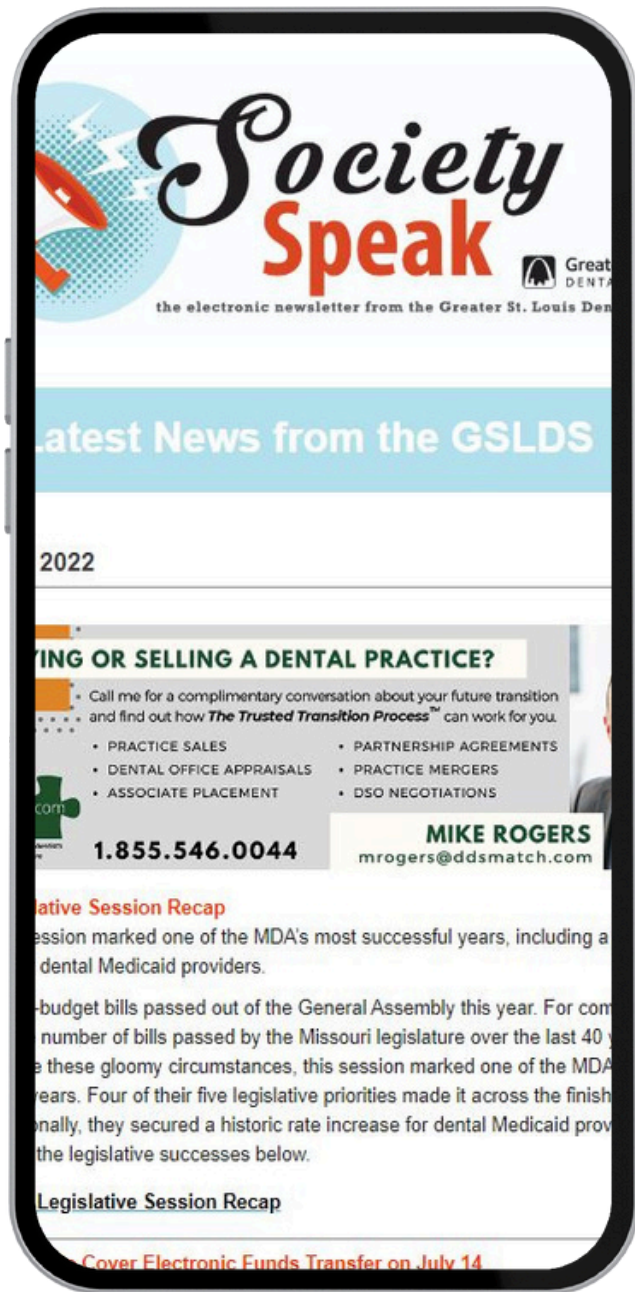 Society
Speak
Great
DENTA
the electronic newsletter from the Greater St. Louis Den
Latest News from the GSLDS
2022
YING OR SELLING A DENTAL PRACTICE?
Call me for a complimentary conversation about your future transition
and find out how The Trusted Transition Process™ can work for you.
• PRACTICE SALES
• DENTAL OFFICE APPRAISALS
• ASSOCIATE PLACEMENT
• PARTNERSHIP AGREEMENTS
• PRACTICE MERGERS
• DSO NEGOTIATIONS
com
1.855.546.0044
MIKE ROGERS
mrogers@ddsmatch.com
lative Session Recap
ession marked one of the MDA's most successful years, including a
dental Medicaid providers.
-budget bills passed out of the General Assembly this year. For com
number of bills passed by the Missouri legislature over the last 40 y
e these gloomy circumstances, this session marked one of the MDA
ears. Four of their five legislative priorities made it across the finish
onally, they secured a historic rate increase for dental Medicaid prov
the legislative successes below.
Legislative Session Recap
Cover Electronic Funds Transfer on July 14